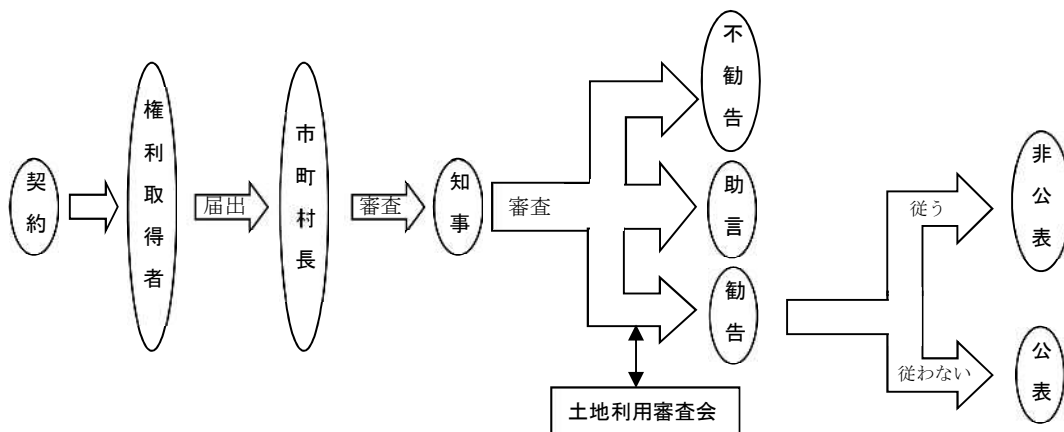 契約
権利取得者
届出
市町村長
審査
知事
審査
不勧告
助言
勧告
土地利用審査会
従う
従わない
非公表
公表